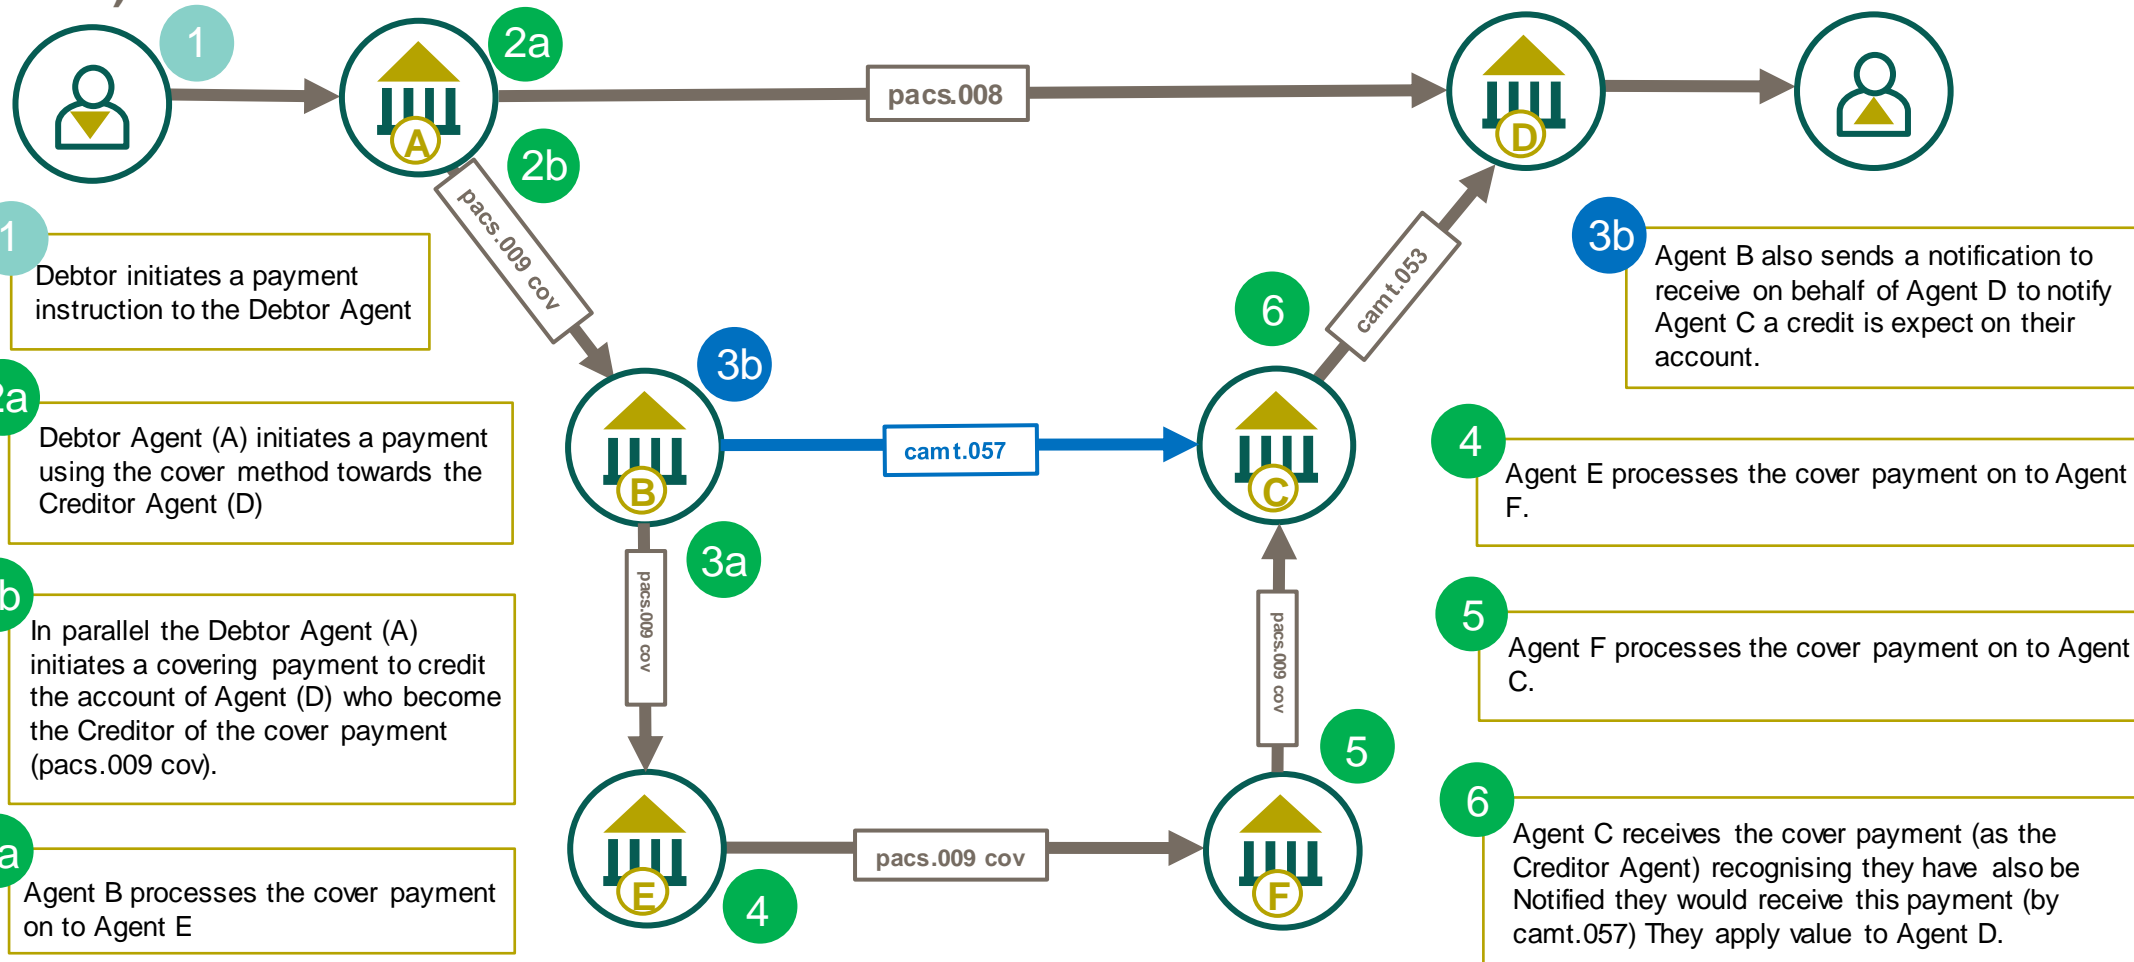 1
2a
pacs.008
A
D
2b
pacs.009 cov
1
Debtor initiates a payment
instruction to the Debtor Agent
3b
Agent B also sends a notification to
receive on behalf of Agent D to notify
Agent C a credit is expect on their
account.
camt.053
6
3b
2a
Debtor Agent (A) initiates a payment
using the cover method towards the
Creditor Agent (D)
camt.057
B
C
4
Agent E processes the cover payment on to Agent
F.
3a
pacs.009 cov
pacs.009 cov
b
In parallel the Debtor Agent (A)
initiates a covering payment to credit
the account of Agent (D) who become
the Creditor of the cover payment
(pacs.009 cov).
5
Agent F processes the cover payment on to Agent
C.
5
a
Agent B processes the cover payment
on to Agent E
E
pacs.009 cov
F
4
6
Agent C receives the cover payment (as the
Creditor Agent) recognising they have also be
Notified they would receive this payment (by
camt.057) They apply value to Agent D.